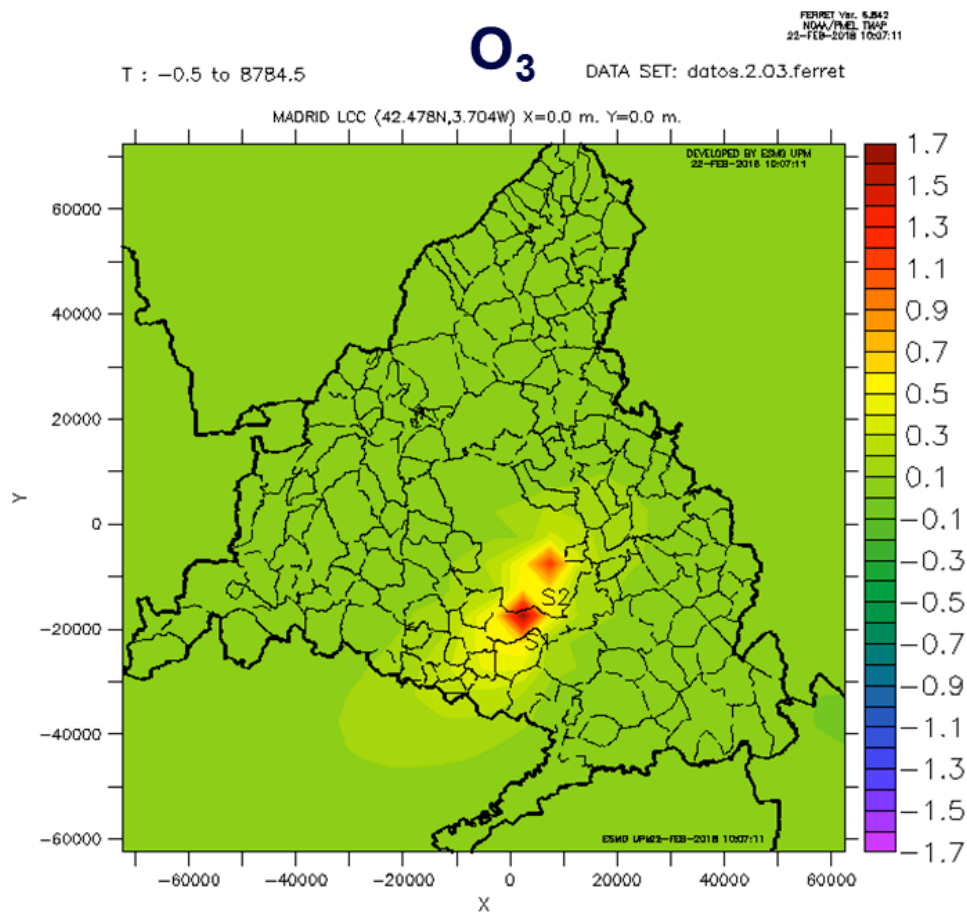 FERRET Ver. 6.842
NOAA/PMEL TMAP
22-FEB-2018 10:07:11
O3
T : -0.5 to 8784.5
DATA SET: datos.2.03.ferret
MADRID LCC (42.478N,3.704W) X=0.0 m. Y=0.0 m.
DEVELOPED BY ESMG UPM
22-FEB-2018 10:07:11
1.7
1.5
1.3
1.1
0.9
0.7
0.5
0.3
0.1
-0.1
-0.3
-0.5
-0.7
-0.9
-1.1
-1.3
-1.5
-1.7
60000
40000
20000
0
-20000
-40000
-60000
Y
S2
S1
ESMG UPM22-FEB-2018 10:07:11
-60000 -40000 -20000 0 20000 40000 60000
X